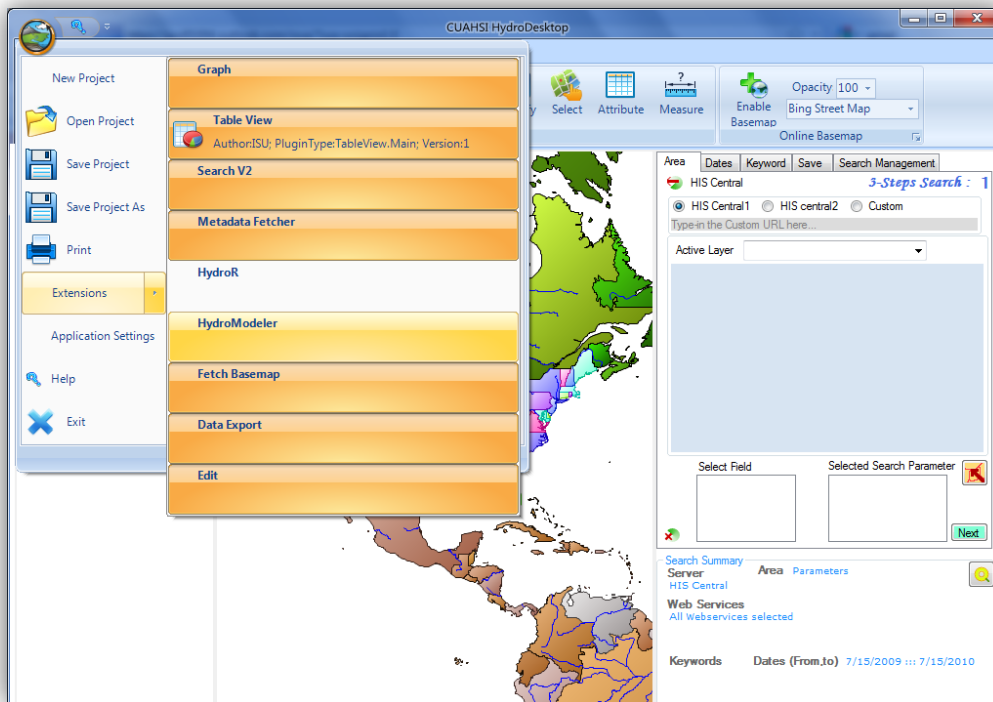 CUAHSI HydroDesktop
New Project
Open Project
Save Project
Save Project As
Print
Extensions
Application Settings
Help
Exit
Graph
Table View
Author:ISU; PluginType:TableView.Main; Version:1
Search V2
Metadata Fetcher
HydroR
HydroModeler
Fetch Basemap
Data Export
Edit
Select
Attribute
?
Measure
Enable
Basemap
Opacity 100
Bing Street Map
Online Basemap
Area Dates Keyword Save Search Management
HIS Central
3-Steps Search : 1
HIS Central1 HIS central2 Custom
Type-in the Custom URL here...
Active Layer
Select Field
Selected Search Parameter
Next
Search Summary
Server
HIS Central
Area Parameters
Web Services
All Webservices selected
Keywords Dates (From,to) 7/15/2009 ::: 7/15/2010